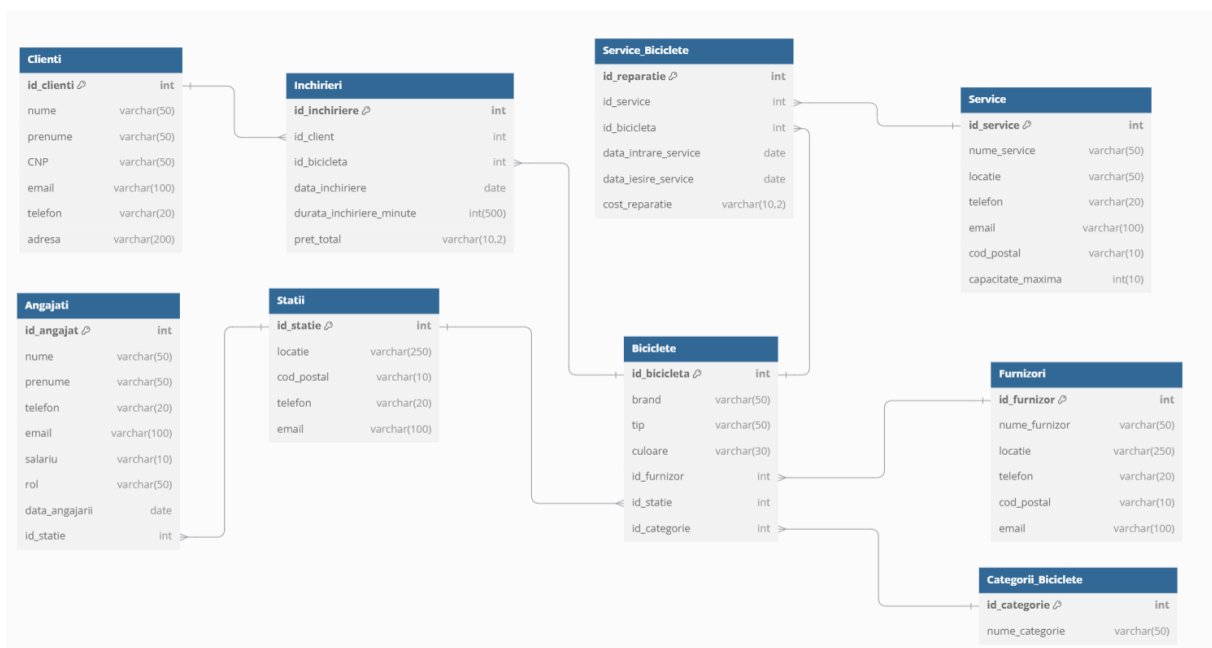 Clienti
id_clienti int
nume varchar(50)
prenume varchar(50)
CNP varchar(50)
email varchar(100)
telefon varchar(20)
adresa varchar(200)
Inchirieri
id_inchiriere int
id_client int
id_bicicleta int
data_inchiriere date
durata_inchiriere_minute int(500)
pret_total varchar(10,2)
Service_Biciclete
id_reparatie int
id_service int
id_bicicleta int
data_intrare_service date
data_iesire_service date
cost_reparatie varchar(10,2)
Service
id_service int
nume_service varchar(50)
locatie varchar(50)
telefon varchar(20)
email varchar(100)
cod_postal varchar(10)
capacitate_maxima int(10)
Angajati
id_angajat int
nume varchar(50)
prenume varchar(50)
telefon varchar(20)
email varchar(100)
salariu varchar(10)
rol varchar(50)
data_angajarii date
id_statie int
Statii
id_statie int
locatie varchar(250)
cod_postal varchar(10)
telefon varchar(20)
email varchar(100)
Biciclete
id_bicicleta int
brand varchar(50)
tip varchar(50)
culoare varchar(30)
id_furnizor int
id_statie int
id_categorie int
Furnizori
id_furnizor int
nume_furnizor varchar(50)
locatie varchar(250)
telefon varchar(20)
cod_postal varchar(10)
email varchar(100)
Categorii_Biciclete
id_categorie int
nume_categorie varchar(50)